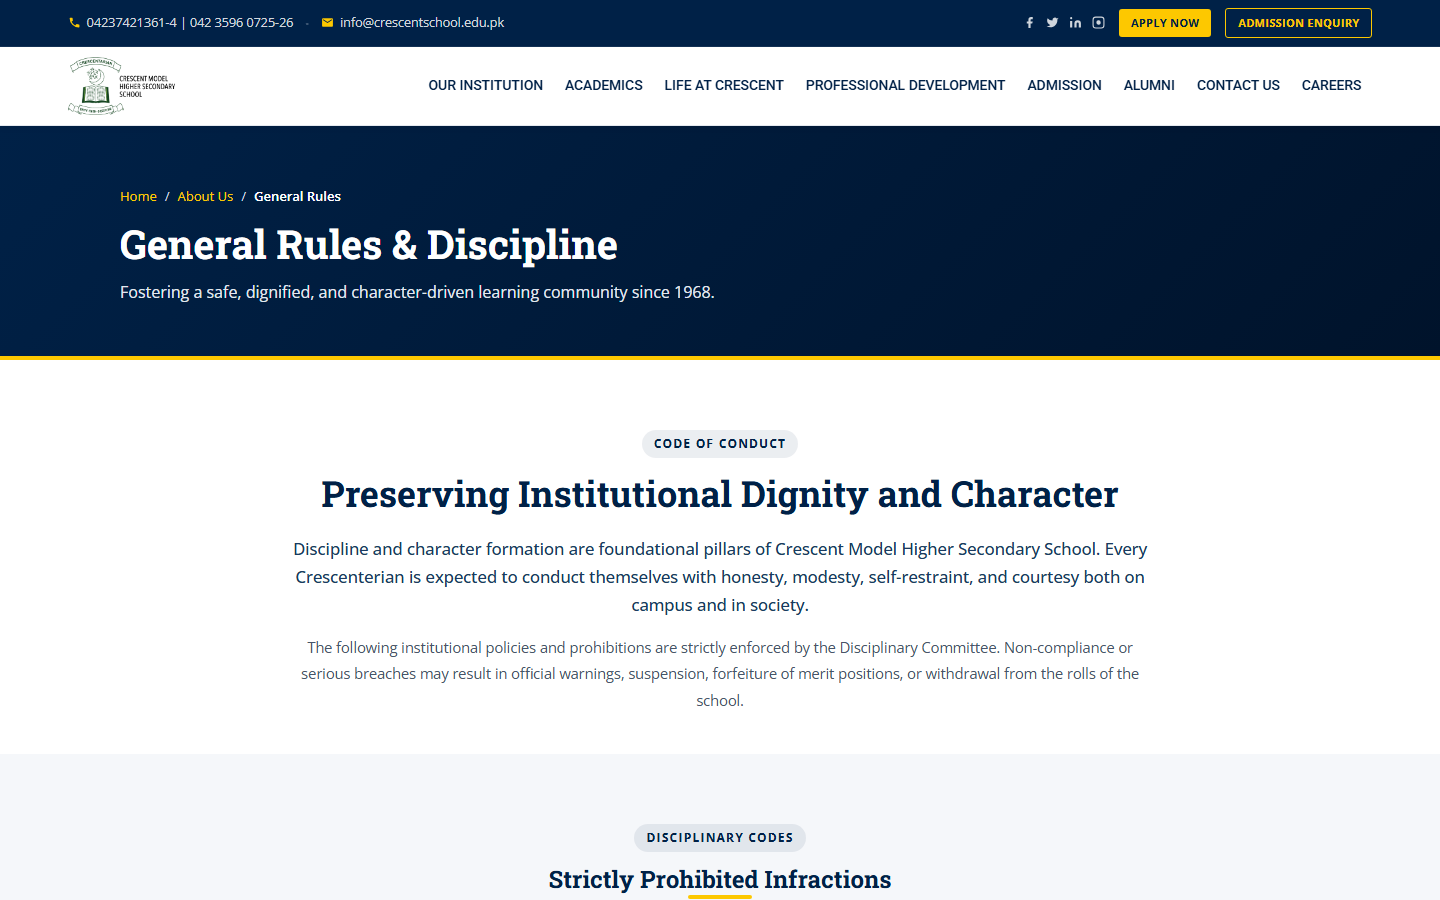 04237421361-4 | 042 3596 0725-26 - info@crescentschool.edu.pk
APPLY NOW
ADMISSION ENQUIRY
CRESCENTARIAN
CRESCENT MODEL
HIGHER SECONDARY
SCHOOL
OUR INSTITUTION ACADEMICS LIFE AT CRESCENT PROFESSIONAL DEVELOPMENT ADMISSION ALUMNI CONTACT US CAREERS
Home / About Us / General Rules
General Rules & Discipline
Fostering a safe, dignified, and character-driven learning community since 1968.
CODE OF CONDUCT
Preserving Institutional Dignity and Character
Discipline and character formation are foundational pillars of Crescent Model Higher Secondary School. Every
Crescenterian is expected to conduct themselves with honesty, modesty, self-restraint, and courtesy both on
campus and in society.
The following institutional policies and prohibitions are strictly enforced by the Disciplinary Committee. Non-compliance or
serious breaches may result in official warnings, suspension, forfeiture of merit positions, or withdrawal from the rolls of the
school.
DISCIPLINARY CODES
Strictly Prohibited Infractions